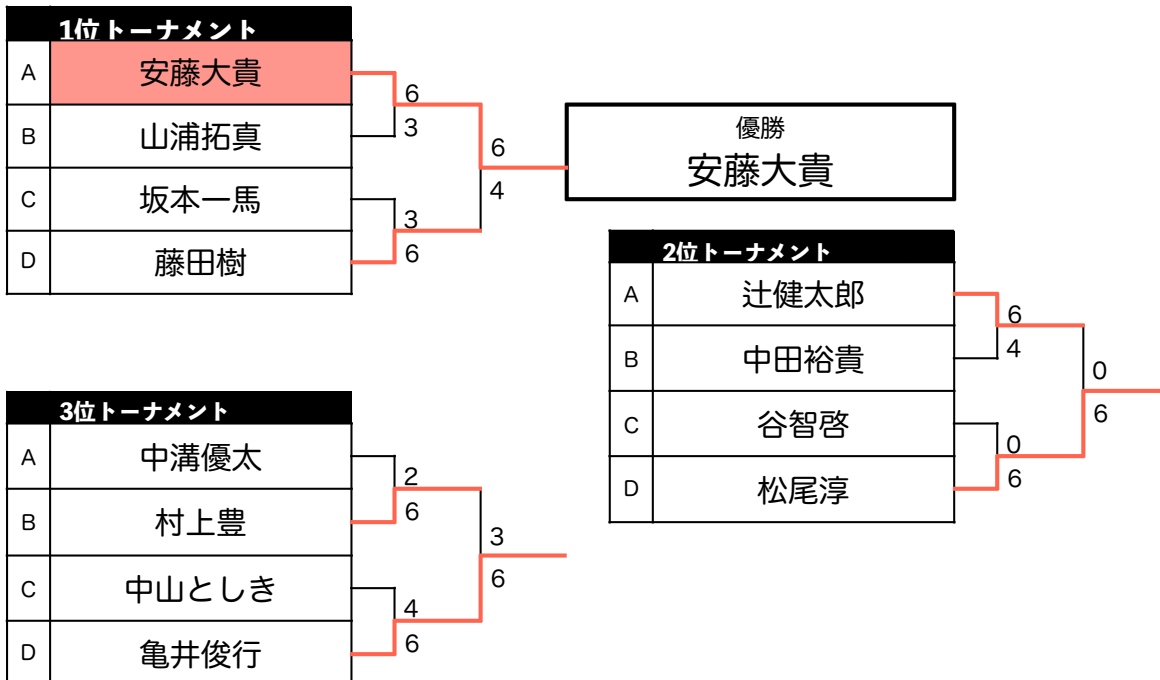 1位トーナメント
A 安藤大貴
B 山浦拓真
C 坂本一馬
D 藤田樹
6
3
3
6
6
4
優勝
安藤大貴
2位トーナメント
A 辻健太郎
B 中田裕貴
C 谷智啓
D 松尾淳
6
4
0
6
0
6
3位トーナメント
A 中溝優太
B 村上豊
C 中山としき
D 亀井俊行
2
6
4
6
3
6